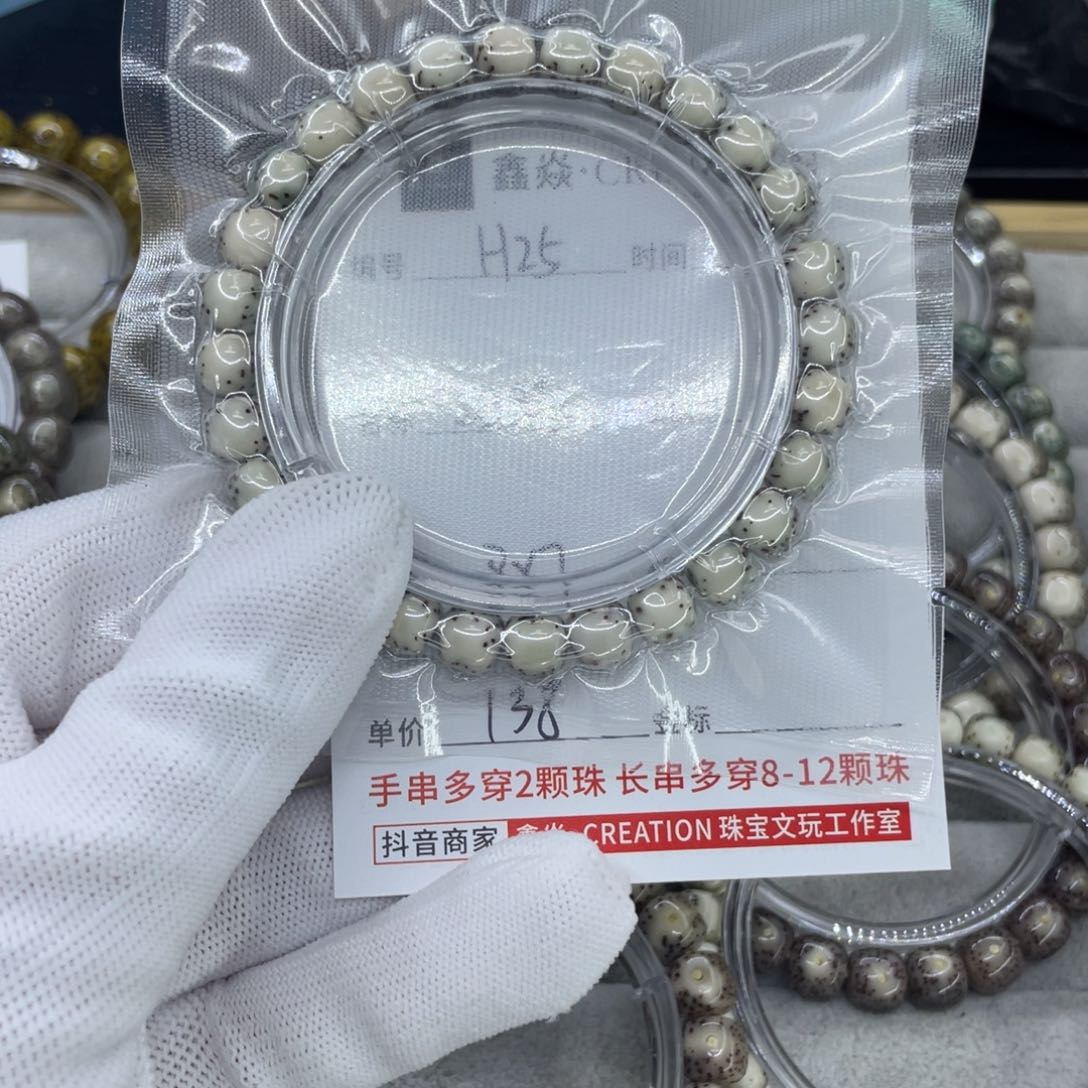 鑫焱·CR
编号 H25 时间
单价 138
手串多穿2颗珠 长串多穿8-12颗珠
抖音商家 鑫焱·CREATION 珠宝文玩工作室